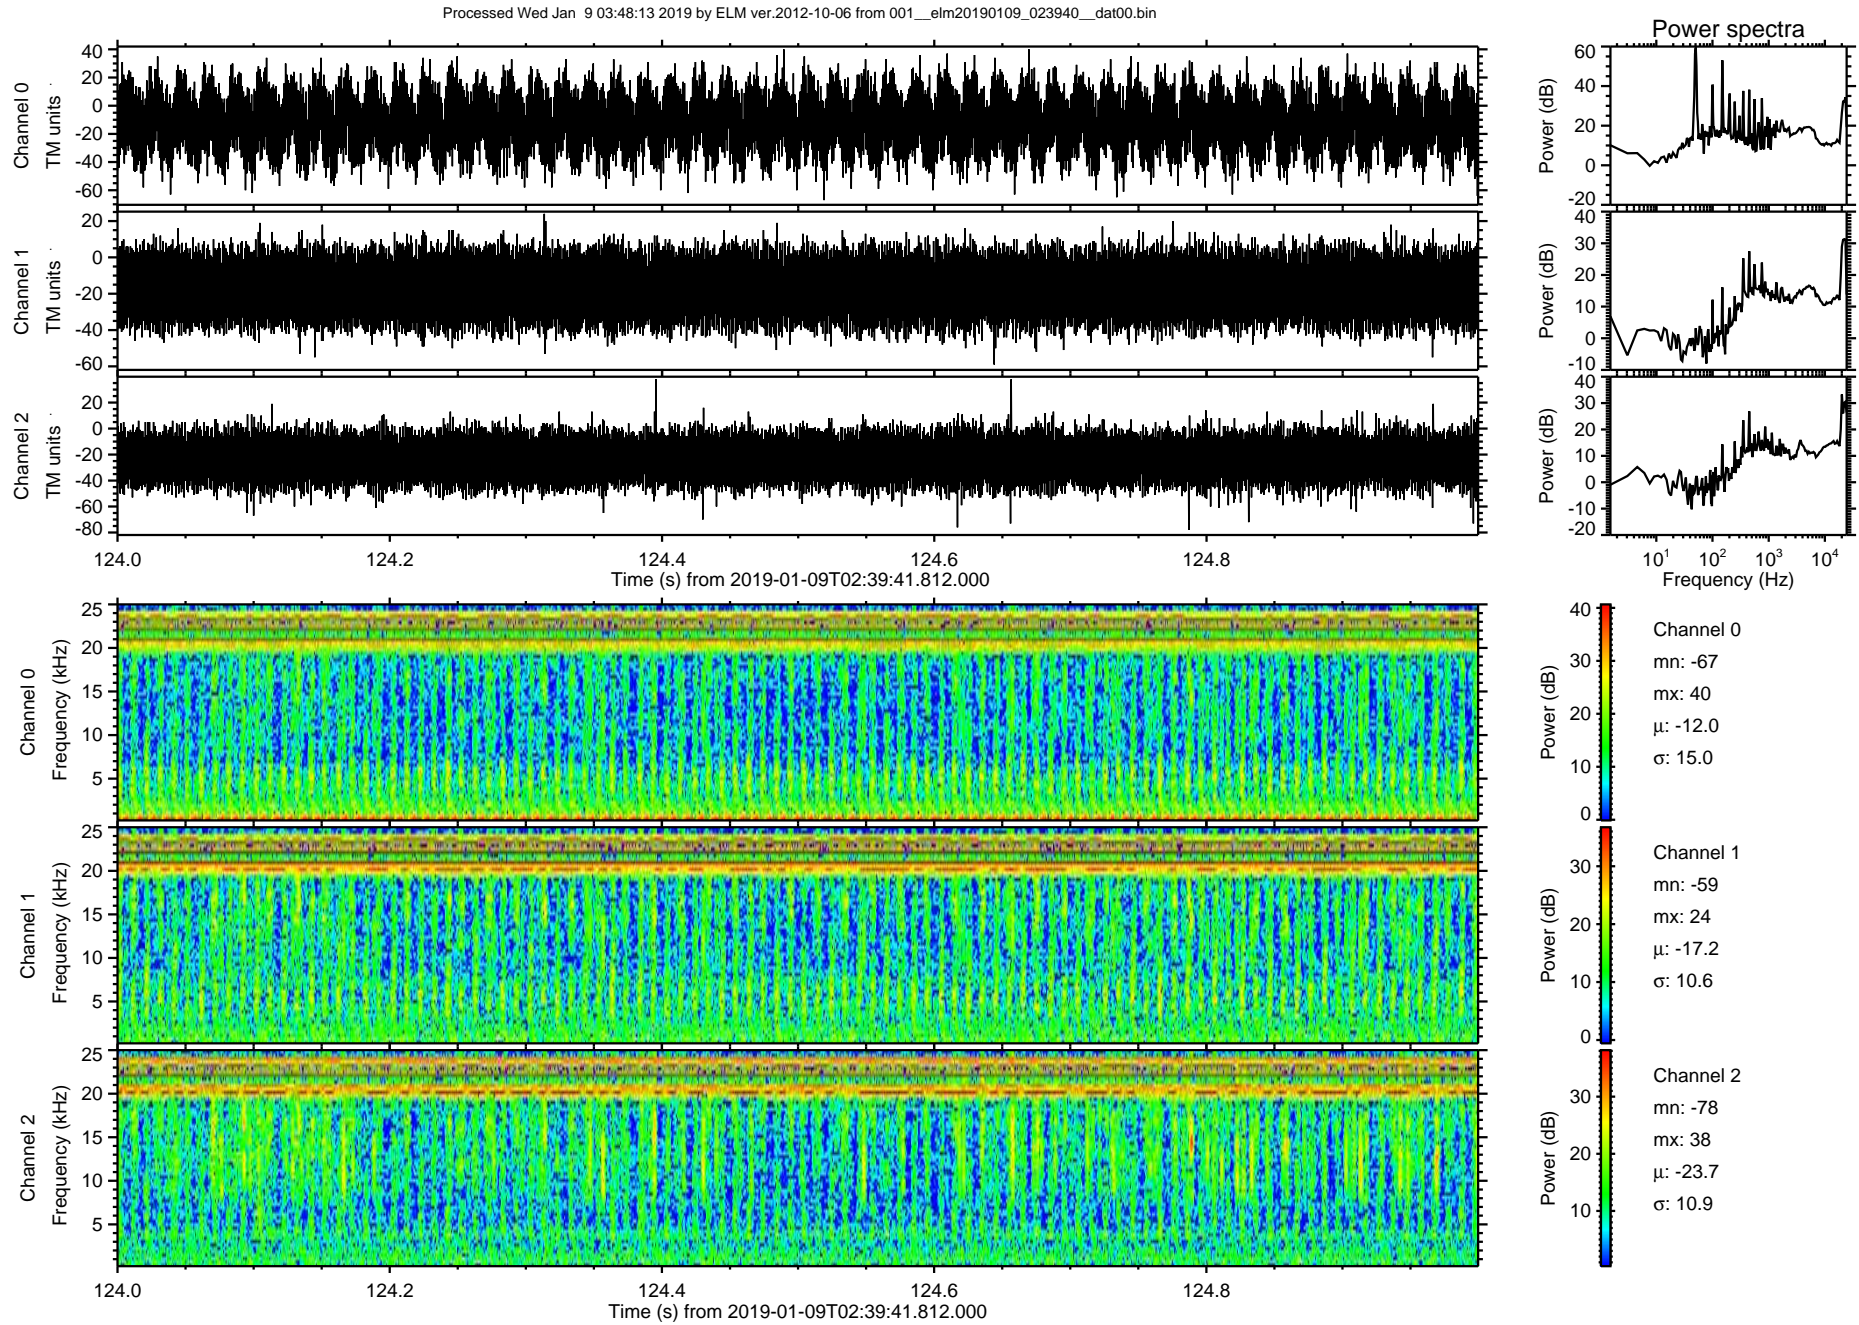 Processed Wed Jan  9 03:48:13 2019 by ELM ver.2012-10-06 from 001__elm20190109_023940__dat00.bin
Power spectra
Channel 0
TM units
40
20
0
-20
-40
-60
Power (dB)
60
40
20
0
-20
Channel 1
TM units
20
0
-20
-40
-60
Power (dB)
40
30
20
10
0
-10
Channel 2
TM units
20
0
-20
-40
-60
-80
Power (dB)
40
30
20
10
0
-10
-20
124.0 124.2 124.4 124.6 124.8
Time (s) from 2019-01-09T02:39:41.812.000
10¹ 10² 10³ 10⁴
Frequency (Hz)
Channel 0
Frequency (kHz)
25
20
15
10
5
Power (dB)
40
30
20
10
0
Channel 0
mn: -67
mx: 40
µ: -12.0
σ: 15.0
Channel 1
Frequency (kHz)
25
20
15
10
5
Power (dB)
30
20
10
0
Channel 1
mn: -59
mx: 24
µ: -17.2
σ: 10.6
Channel 2
Frequency (kHz)
25
20
15
10
5
Power (dB)
30
20
10
Channel 2
mn: -78
mx: 38
µ: -23.7
σ: 10.9
124.0 124.2 124.4 124.6 124.8
Time (s) from 2019-01-09T02:39:41.812.000